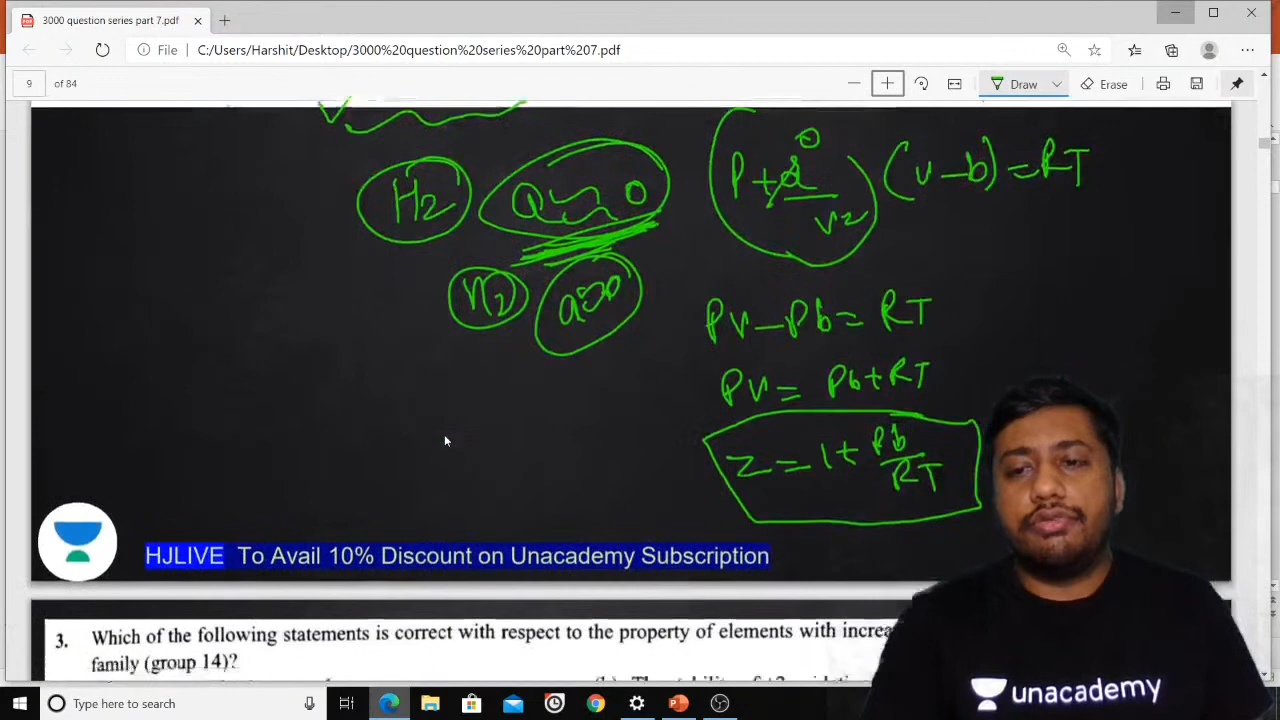 3000 question series part 7.pdf
File | C:/Users/Harshit/Desktop/3000%20question%20series%20part%207.pdf
9 of 84
Draw
Erase
H2
a ~ 0
(P + a/v2) (v - b) = RT
0
Pv - Pb = RT
Pv = Pb + RT
Z = 1 + Pb/RT
HJLIVE To Avail 10% Discount on Unacademy Subscription
3. Which of the following statements is correct with respect to the property of elements with increa
family (group 14)?
unacademy
Type here to search